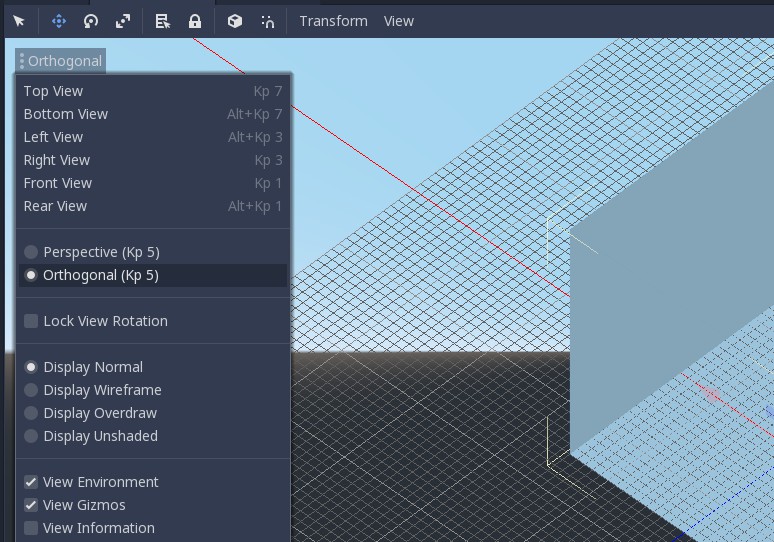 Transform View
Orthogonal
Top View Kp 7
Bottom View Alt+Kp 7
Left View Alt+Kp 3
Right View Kp 3
Front View Kp 1
Rear View Alt+Kp 1
Perspective (Kp 5)
Orthogonal (Kp 5)
Lock View Rotation
Display Normal
Display Wireframe
Display Overdraw
Display Unshaded
View Environment
View Gizmos
View Information